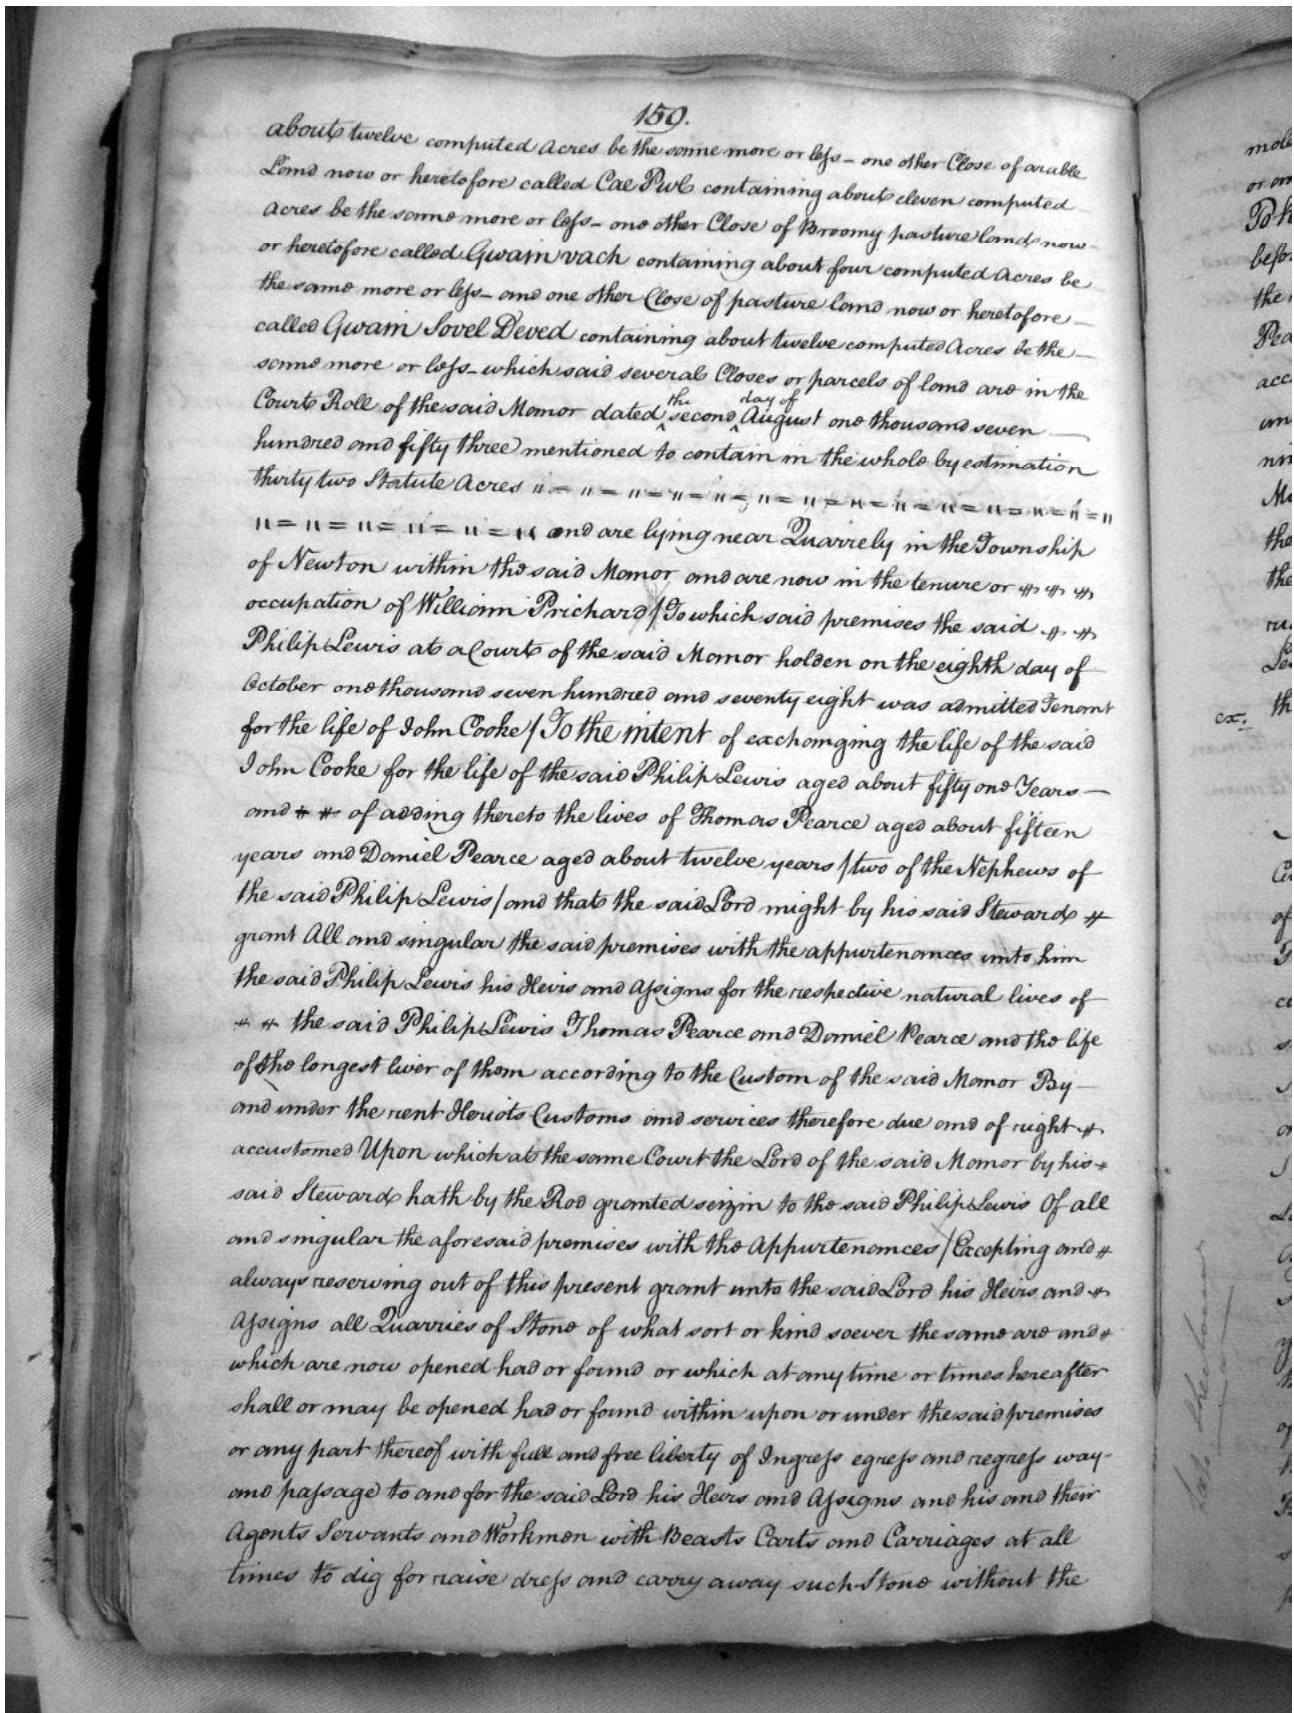 159.
about twelve computed Acres be the same more or less – one other Close of arable
Land now or heretofore called Cae Pwl containing about eleven computed
Acres be the same more or less – one other Close of Broomy pasture land now
or heretofore called Gwain vach containing about four computed Acres be
the same more or less – and one other Close of pasture land now or heretofore –
called Gwain Sovel Deved containing about twelve computed Acres be the –
same more or less – which said several Closes or parcels of land are in the
Court Roll of the said Manor dated ^the second ^day of August one thousand seven –
hundred and fifty three mentioned to contain in the whole by estimation
thirty two Statute Acres " = " = " = " = " = " = " = " = " = " = " = " = " = "
" = " = " = " = " = " = " and are lying near Quarrely in the Township
of Newton within the said Manor and are now in the tenure or
occupation of William Prichard / To which said premises the said
Philip Lewis at a Court of the said Manor holden on the eighth day of
October one thousand seven hundred and seventy eight was admitted Tenant
for the life of John Cooke / To the intent of exchanging the life of the said
John Cooke for the life of the said Philip Lewis aged about fifty one Years –
and of adding thereto the lives of Thomas Pearce aged about fifteen
years and Daniel Pearce aged about twelve years / two of the Nephews of
the said Philip Lewis / and that the said Lord might by his said Steward
grant All and singular the said premises with the appurtenances unto him
the said Philip Lewis his Heirs and Assigns for the respective natural lives of
the said Philip Lewis Thomas Pearce and Daniel Pearce and the life
of the longest liver of them according to the Custom of the said Manor By –
and under the rent Heriots Customs and services therefore due and of right
accustomed Upon which at the same Court the Lord of the said Manor by his
said Steward hath by the Rod granted seizin to the said Philip Lewis Of all
and singular the aforesaid premises with the Appurtenances / Excepting and
always reserving out of this present grant unto the said Lord his Heirs and
Assigns all Quarries of Stone of what sort or kind soever the same are and
which are now opened had or found or which at any time or times hereafter
shall or may be opened had or found within upon or under the said premises
or any part thereof with full and free liberty of Ingress egress and regress way –
and passage to and for the said Lord his Heirs and Assigns and his and their
Agents Servants and Workmen with Beasts Carts and Carriages at all
times to dig for raise dress and carry away such Stone without the
ex: